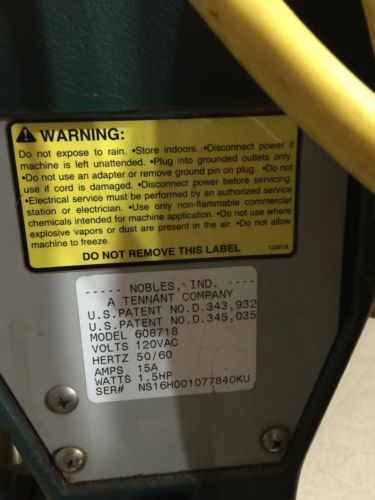 WARNING:
Do not expose to rain. •Store indoors. •Disconnect power if
machine is left unattended. •Plug into grounded outlets only.
•Do not use an adapter or remove ground pin on plug. •Do not
use if cord is damaged. •Disconnect power before servicing.
•Electrical service must be performed by an authorized service
station or electrician. •Use only non-flammable commercial
chemicals intended for machine application. •Do not use where
explosive vapors or dust are present in the air. •Do not allow
machine to freeze.
DO NOT REMOVE THIS LABEL
----- NOBLES, IND. ----
A TENNANT COMPANY
U.S.PATENT NO.D.343,932
U.S.PATENT NO.D.345,035
MODEL 608718
VOLTS 120VAC
HERTZ 50/60
AMPS 15A
WATTS 1.5HP
SER# NS16H001077840KU